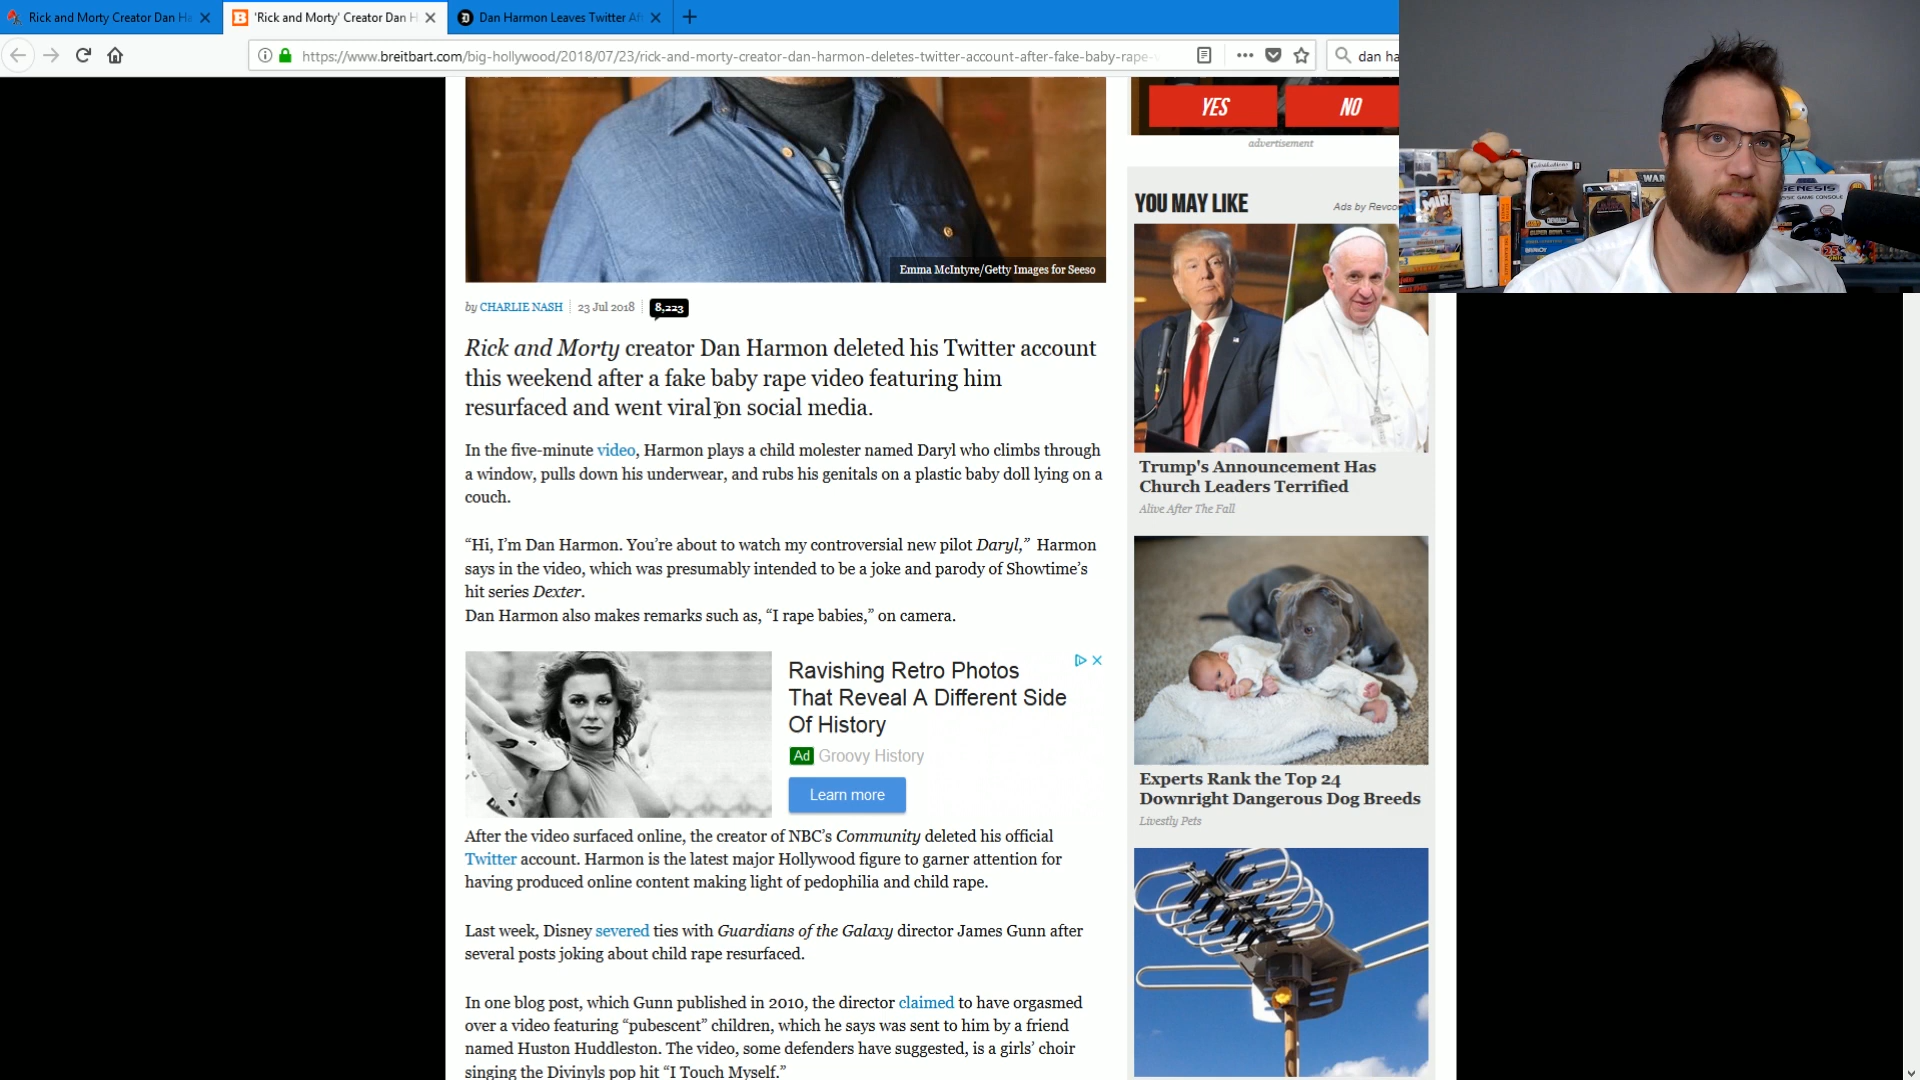 Rick and Morty Creator Dan Ha
'Rick and Morty' Creator Dan H
Dan Harmon Leaves Twitter Af
https://www.breitbart.com/big-hollywood/2018/07/23/rick-and-morty-creator-dan-harmon-deletes-twitter-account-after-fake-baby-rape-
dan ha
YES
NO
advertisement
Emma McIntyre/Getty Images for Seeso
by CHARLIE NASH
23 Jul 2018
8,223
Rick and Morty creator Dan Harmon deleted his Twitter account
this weekend after a fake baby rape video featuring him
resurfaced and went viral on social media.
In the five-minute video, Harmon plays a child molester named Daryl who climbs through
a window, pulls down his underwear, and rubs his genitals on a plastic baby doll lying on a
couch.
“Hi, I’m Dan Harmon. You’re about to watch my controversial new pilot Daryl,” Harmon
says in the video, which was presumably intended to be a joke and parody of Showtime’s
hit series Dexter.
Dan Harmon also makes remarks such as, “I rape babies,” on camera.
Ravishing Retro Photos
That Reveal A Different Side
Of History
Ad Groovy History
Learn more
After the video surfaced online, the creator of NBC’s Community deleted his official
Twitter account. Harmon is the latest major Hollywood figure to garner attention for
having produced online content making light of pedophilia and child rape.
Last week, Disney severed ties with Guardians of the Galaxy director James Gunn after
several posts joking about child rape resurfaced.
In one blog post, which Gunn published in 2010, the director claimed to have orgasmed
over a video featuring “pubescent” children, which he says was sent to him by a friend
named Huston Huddleston. The video, some defenders have suggested, is a girls’ choir
singing the Divinyls pop hit “I Touch Myself.”
YOU MAY LIKE
Ads by Revco
Trump's Announcement Has
Church Leaders Terrified
Alive After The Fall
Experts Rank the Top 24
Downright Dangerous Dog Breeds
Livestly Pets
WAR
GENESIS